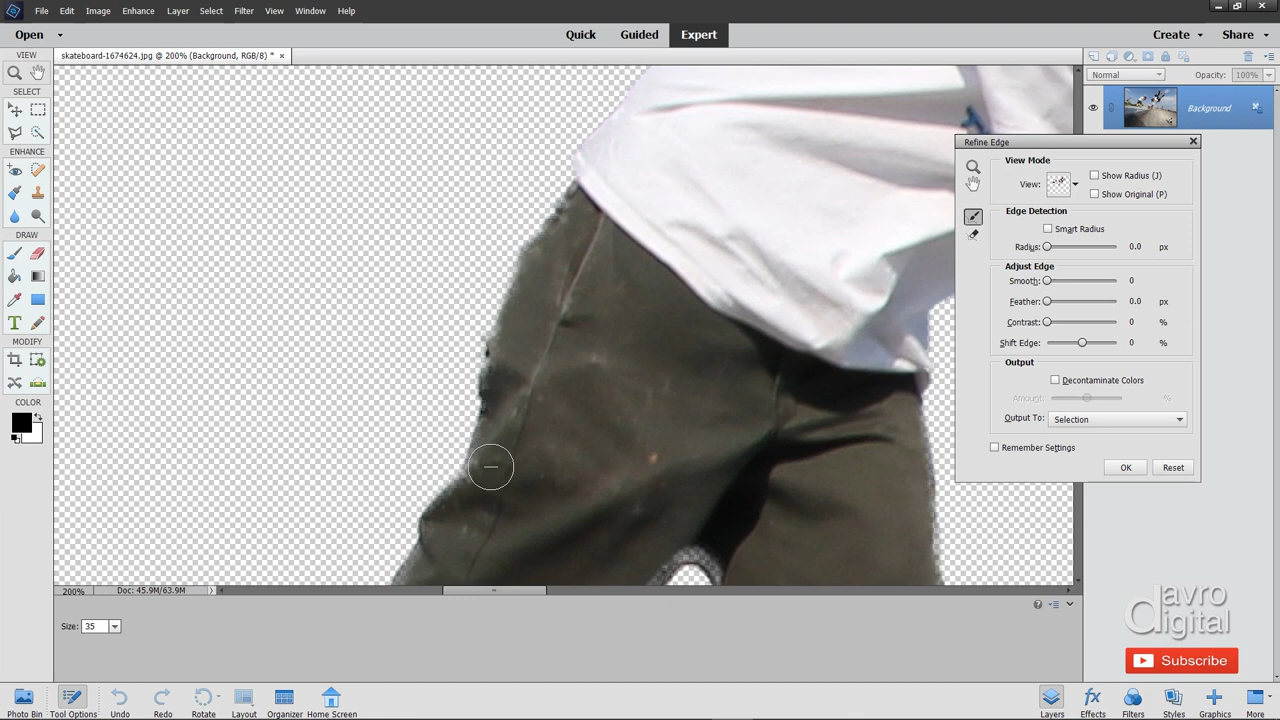 File Edit Image Enhance Layer Select Filter View Window Help
Open Quick Guided Expert Create Share
VIEW
skateboard-1674624.jpg @ 200% (Background, RGB/8) * ×
Normal Opacity: 100%
SELECT
Background
Refine Edge
ENHANCE
View Mode
View:
Show Radius (J)
Show Original (P)
Edge Detection
Smart Radius
DRAW
Radius: 0.0 px
Adjust Edge
Smooth: 0
Feather: 0.0 px
Contrast: 0 %
MODIFY
Shift Edge: 0 %
Output
Decontaminate Colors
Amount: %
COLOR
Output To: Selection
Remember Settings
OK Reset
200% Doc: 45.9M/63.9M
Size: 35
davro
digital
Subscribe
Photo Bin Tool Options Undo Redo Rotate Layout Organizer Home Screen Layers Effects Filters Styles Graphics More